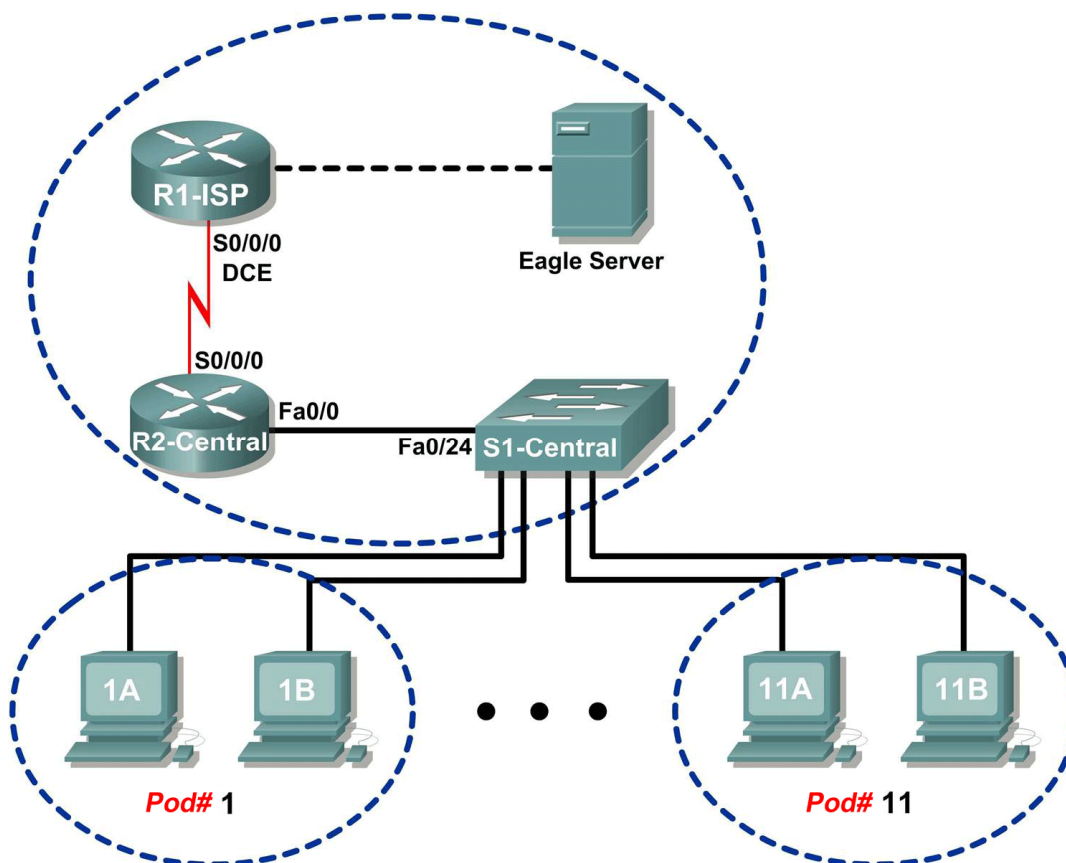 R1-ISP
S0/0/0
DCE
Eagle Server
S0/0/0
R2-Central
Fa0/0
Fa0/24
S1-Central
1A
1B
11A
11B
Pod# 1
Pod# 11